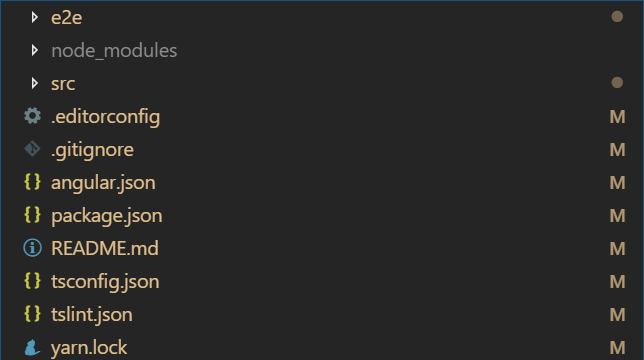 e2e
node_modules
src
.editorconfig M
.gitignore M
angular.json M
package.json M
README.md M
tsconfig.json M
tslint.json M
yarn.lock M